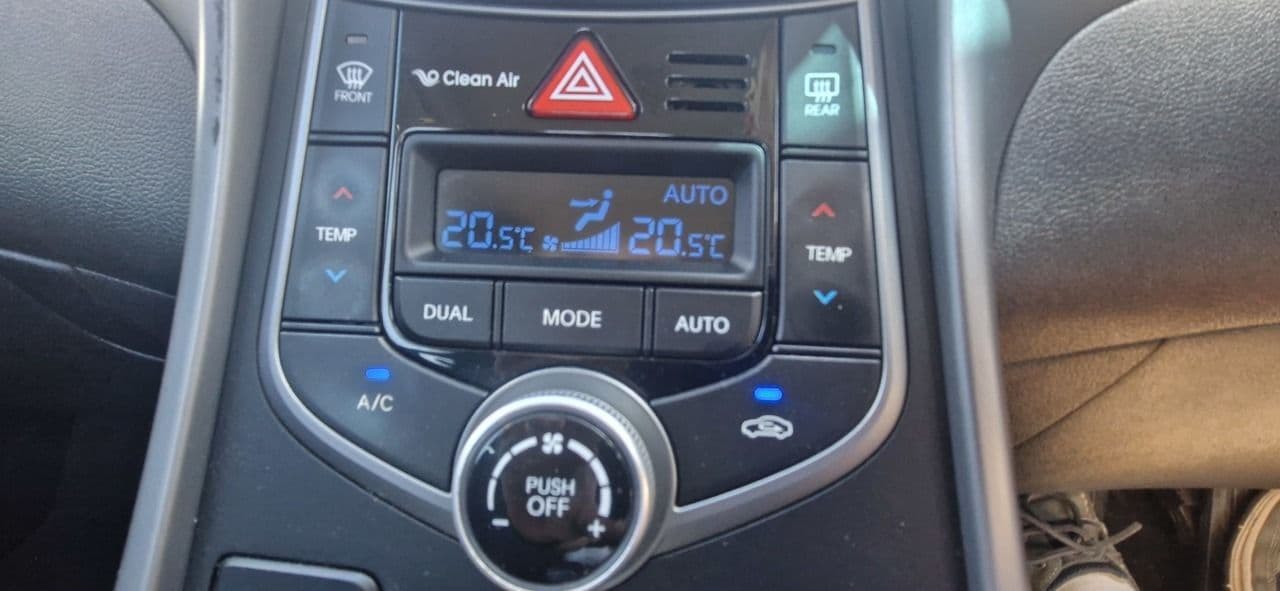 FRONT
Clean Air
REAR
AUTO
20.5℃
20.5℃
TEMP
TEMP
DUAL
MODE
AUTO
A/C
PUSH
OFF
- +